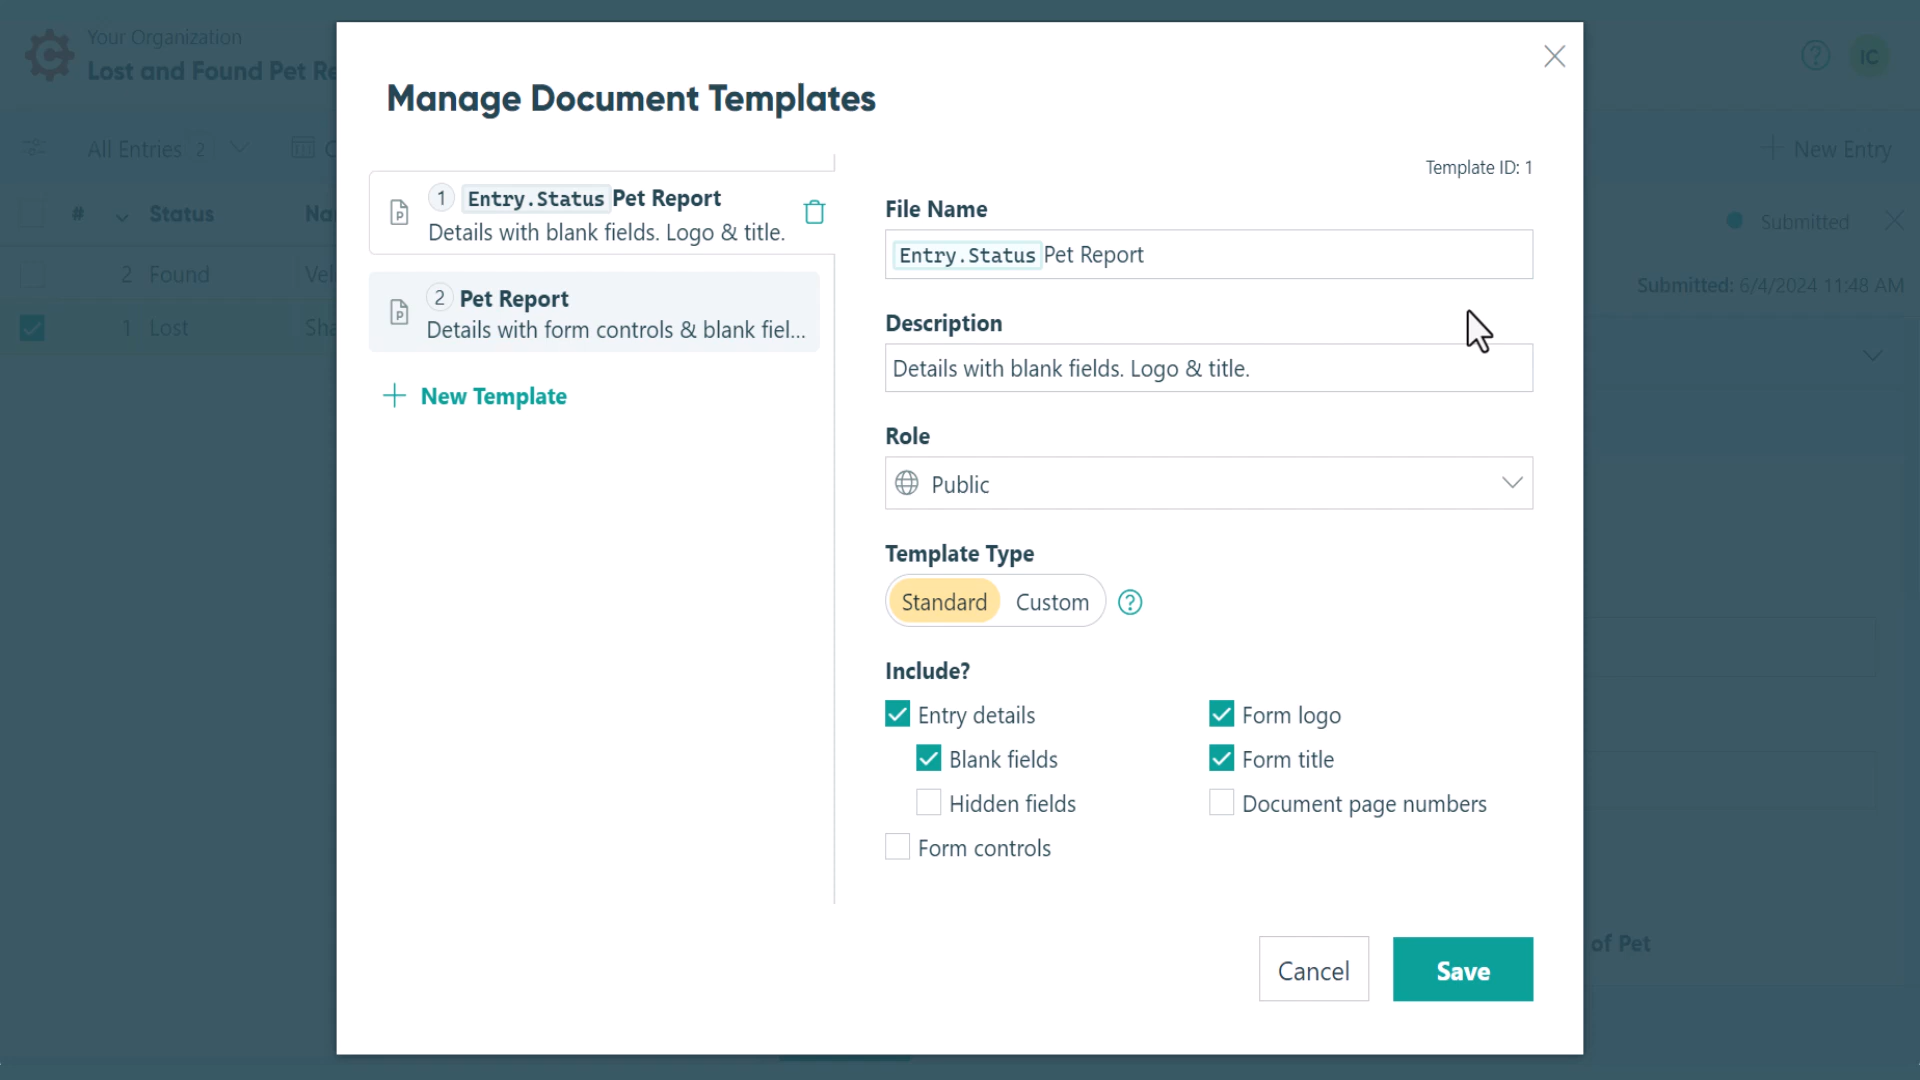 Your Organization
Lost and Found Pet Re
IC
All Entries 2
New Entry
# Status Na
Submitted
2 Found Vel
Submitted: 6/4/2024 11:48 AM
1 Lost Sha
of Pet
Manage Document Templates
1 Entry.Status Pet Report
Details with blank fields. Logo & title.
2 Pet Report
Details with form controls & blank fiel...
New Template
Template ID: 1
File Name
Entry.Status Pet Report
Description
Details with blank fields. Logo & title.
Role
Public
Template Type
Standard Custom ?
Include?
Entry details Form logo
Blank fields Form title
Hidden fields Document page numbers
Form controls
Cancel Save